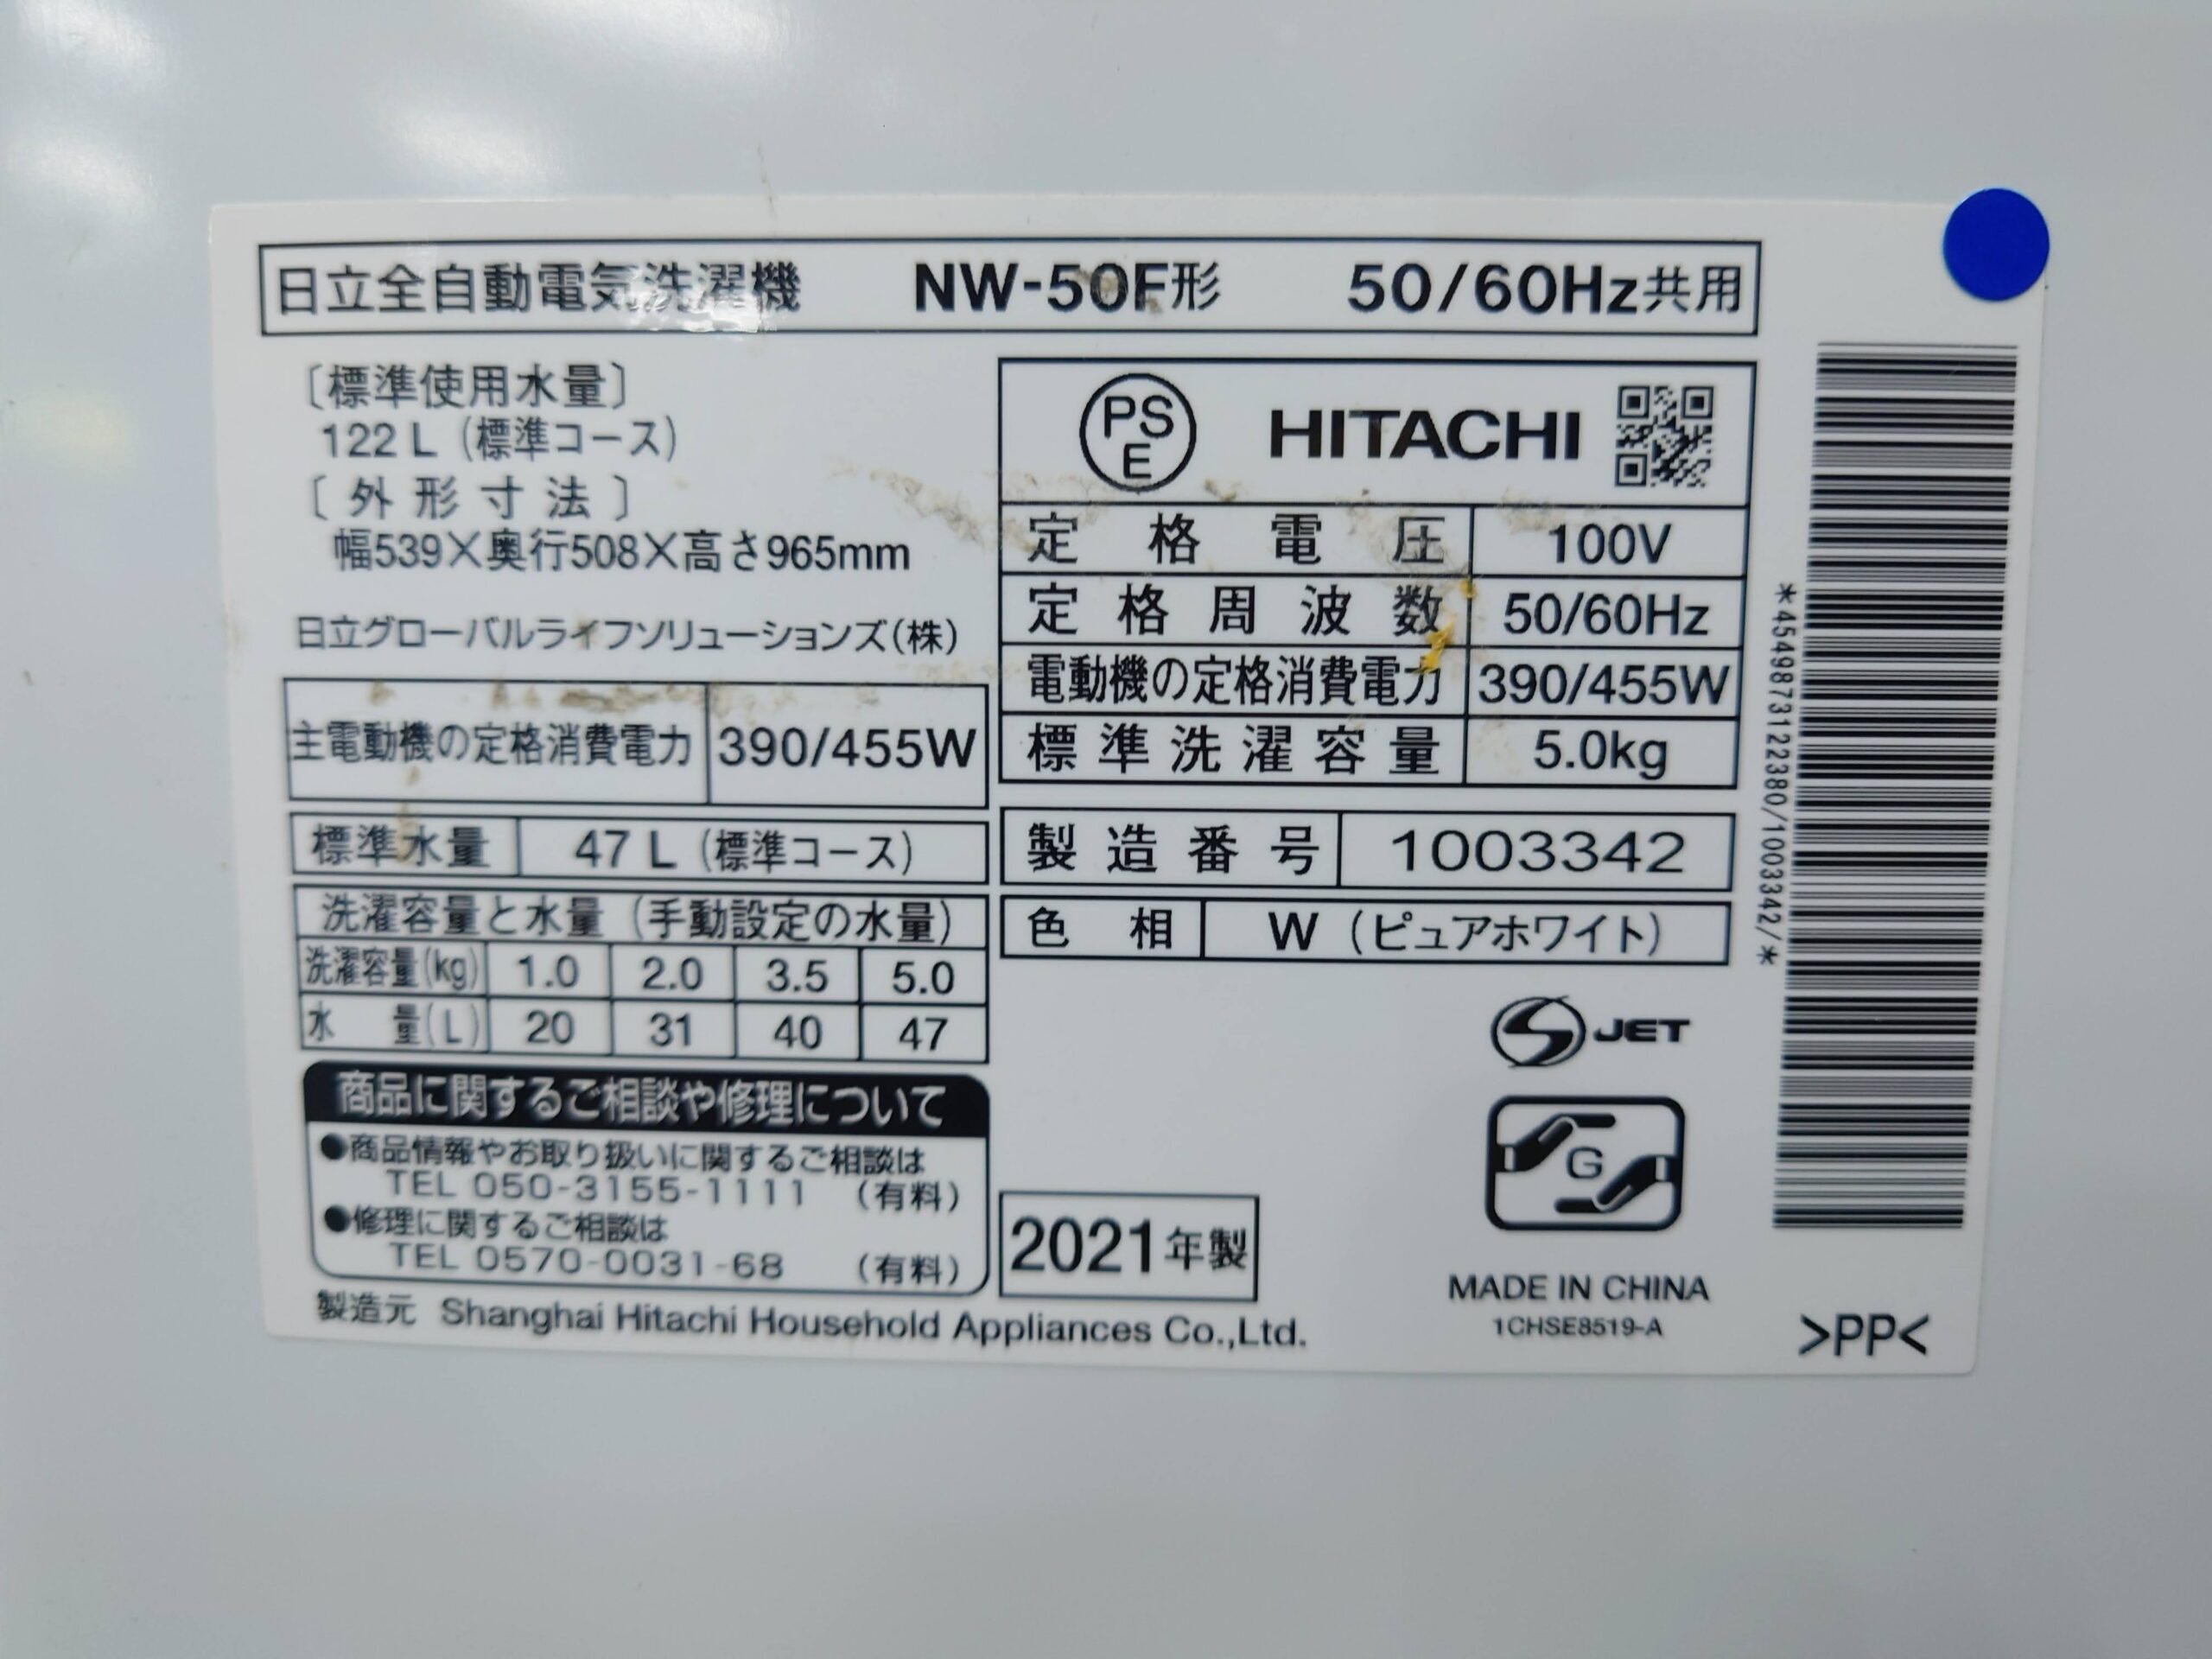 日立全自動電気洗濯機 NW-50F形 50/60Hz共用
〔標準使用水量〕
122 L (標準コース)
〔外形寸法〕
幅539×奥行508×高さ965mm
日立グローバルライフソリューションズ(株)
主電動機の定格消費電力 390/455W
標準水量 47 L (標準コース)
洗濯容量と水量 (手動設定の水量)
洗濯容量(kg) 1.0 2.0 3.5 5.0
水量(L) 20 31 40 47
商品に関するご相談や修理について
●商品情報やお取り扱いに関するご相談は
TEL 050-3155-1111 (有料)
●修理に関するご相談は
TEL 0570-0031-68 (有料)
製造元 Shanghai Hitachi Household Appliances Co.,Ltd.
PS
E
HITACHI
定格電圧 100V
定格周波数 50/60Hz
電動機の定格消費電力 390/455W
標準洗濯容量 5.0kg
製造番号 1003342
色相 W (ピュアホワイト)
S JET
G
2021年製
MADE IN CHINA
1CHSE8519-A
>PP<
*4549873122380/1003342/*